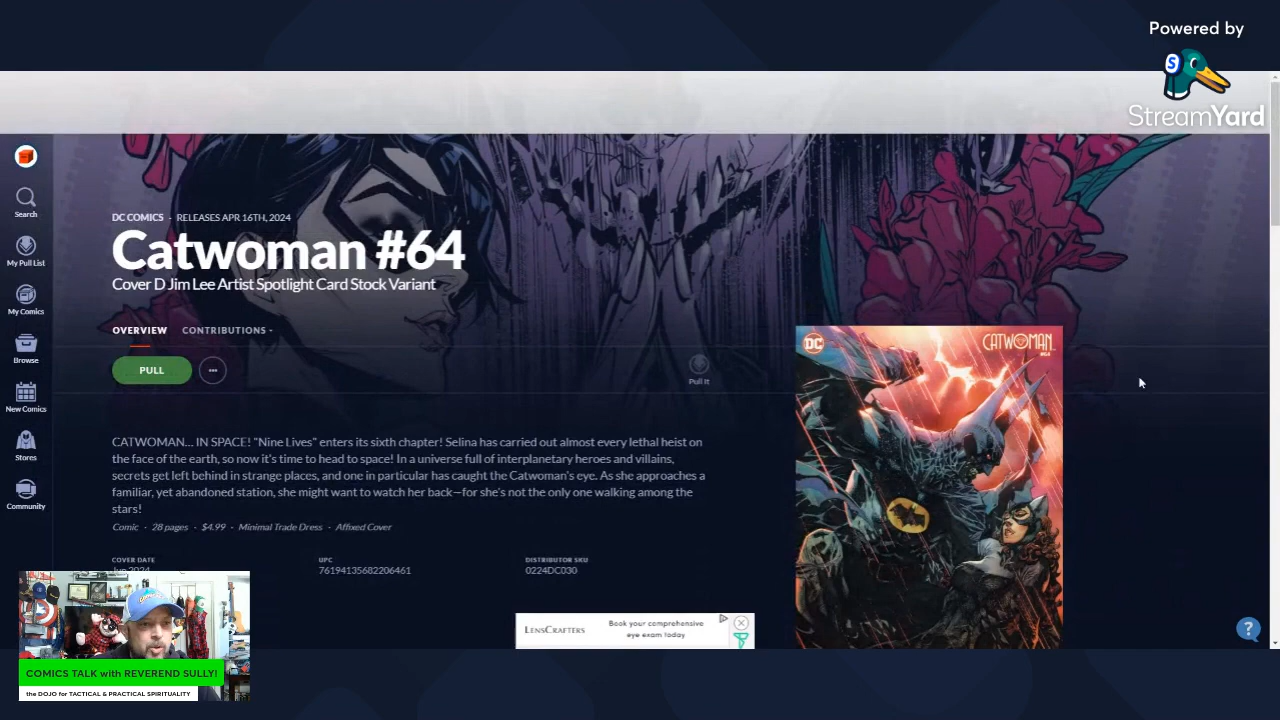 Powered by
S
StreamYard
Search
My Pull List
My Comics
Browse
New Comics
Stores
Community
DC COMICS · RELEASES APR 16TH, 2024
Catwoman #64
Cover D Jim Lee Artist Spotlight Card Stock Variant
OVERVIEW CONTRIBUTIONS
PULL
Pull It
CATWOMAN... IN SPACE! "Nine Lives" enters its sixth chapter! Selina has carried out almost every lethal heist on
the face of the earth, so now it's time to head to space! In a universe full of interplanetary heroes and villains,
secrets get left behind in strange places, and one in particular has caught the Catwoman's eye. As she approaches a
familiar, yet abandoned station, she might want to watch her back—for she's not the only one walking among the
stars!
Comic · 28 pages · $4.99 · Minimal Trade Dress · Affixed Cover
COVER DATE
Jun 2024
UPC
76194135682206461
DISTRIBUTOR SKU
0224DC030
DC
CATWOMAN
LENSCRAFTERS
Book your comprehensive
eye exam today
?
COMICS TALK with REVEREND SULLY!
the DOJO for TACTICAL & PRACTICAL SPIRITUALITY